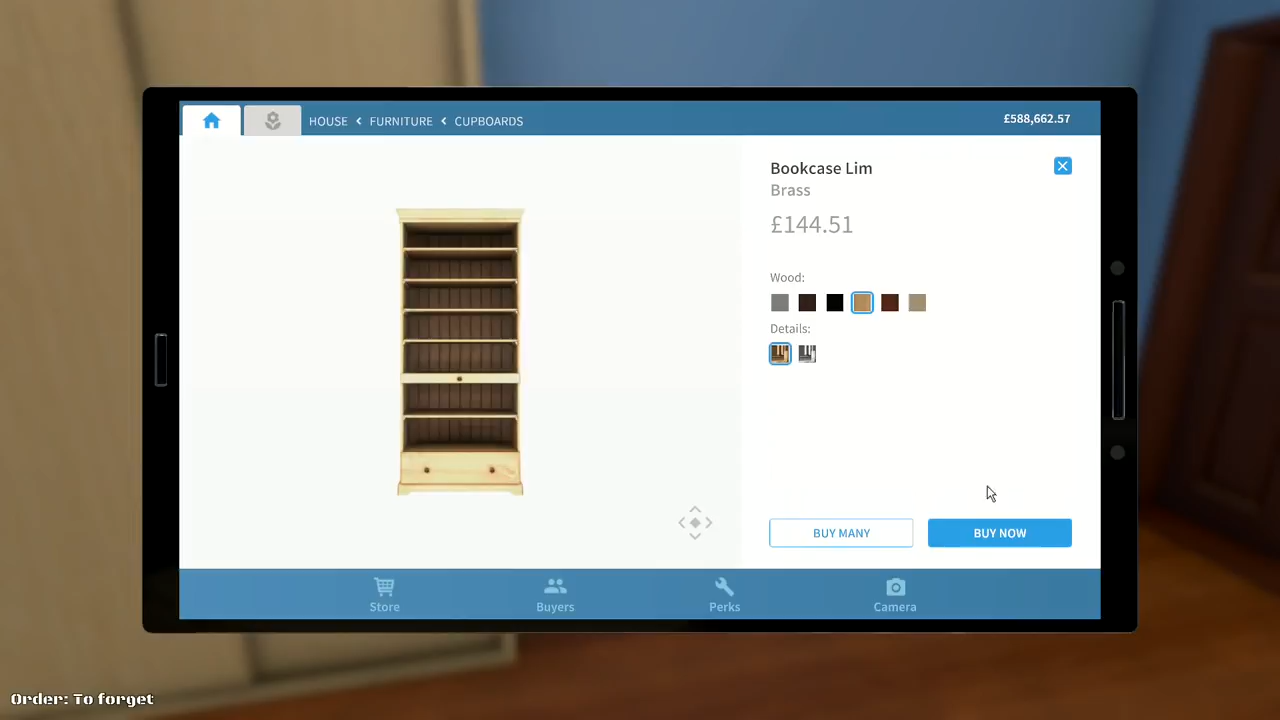 HOUSE < FURNITURE < CUPBOARDS
£588,662.57
Bookcase Lim
Brass
£144.51
Wood:
Details:
BUY MANY
BUY NOW
Store
Buyers
Perks
Camera
Order: To forget